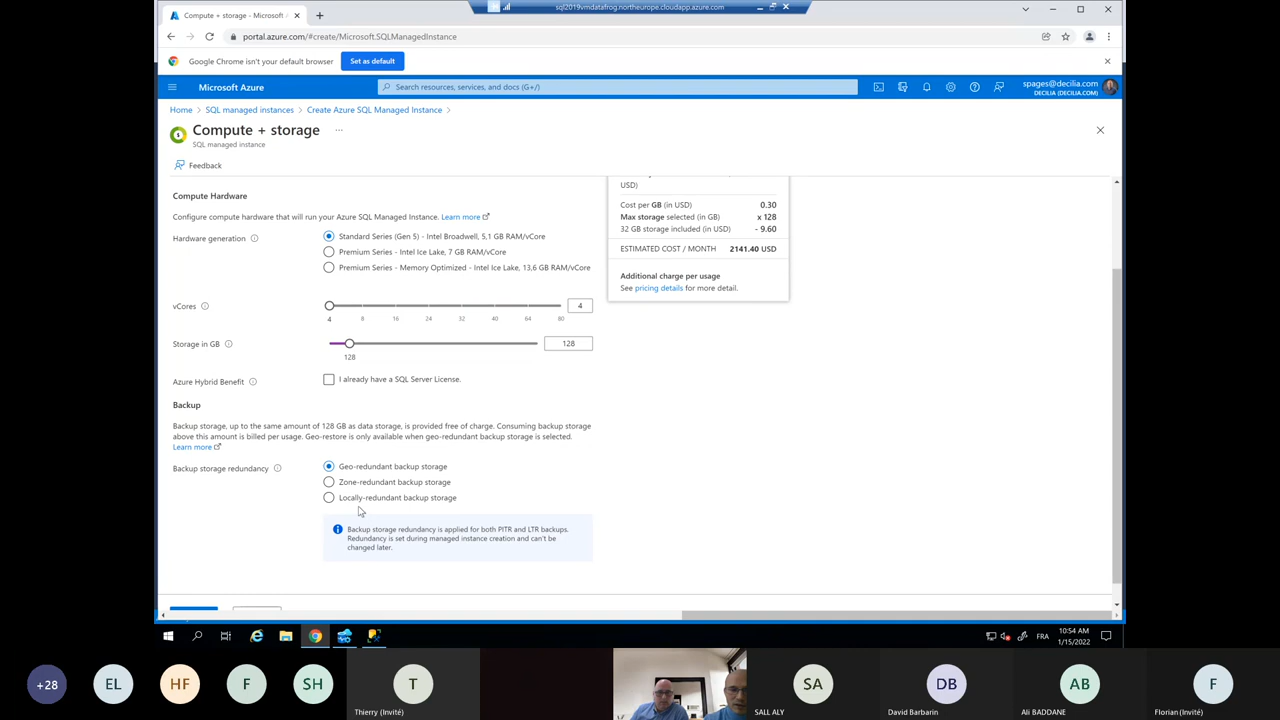 Compute + storage - Microsoft A
sql2019vmdatafrog.northeurope.cloudapp.azure.com
portal.azure.com/#create/Microsoft.SQLManagedInstance
Google Chrome isn't your default browser
Set as default
Microsoft Azure
Search resources, services, and docs (G+/)
spages@decilia.com
DECILIA (DECILIA.COM)
Home > SQL managed instances > Create Azure SQL Managed Instance >
Compute + storage ...
SQL managed instance
Feedback
USD)
Compute Hardware
Cost per GB (in USD) 0.30
Configure compute hardware that will run your Azure SQL Managed Instance. Learn more
Max storage selected (in GB) x 128
32 GB storage included (in USD) - 9.60
Hardware generation
Standard Series (Gen 5) - Intel Broadwell, 5,1 GB RAM/vCore
Premium Series - Intel Ice Lake, 7 GB RAM/vCore
Premium Series - Memory Optimized - Intel Ice Lake, 13,6 GB RAM/vCore
ESTIMATED COST / MONTH 2141.40 USD
Additional charge per usage
See pricing details for more detail.
vCores 4
4 8 16 24 32 40 64 80
Storage in GB 128
128
Azure Hybrid Benefit
I already have a SQL Server License.
Backup
Backup storage, up to the same amount of 128 GB as data storage, is provided free of charge. Consuming backup storage
above this amount is billed per usage. Geo-restore is only available when geo-redundant backup storage is selected.
Learn more
Backup storage redundancy
Geo-redundant backup storage
Zone-redundant backup storage
Locally-redundant backup storage
Backup storage redundancy is applied for both PITR and LTR backups.
Redundancy is set during managed instance creation and can't be
changed later.
FRA
10:54 AM
1/15/2022
+28
EL
HF
F
SH
T
SA
DB
AB
F
Thierry (Invité)
SALL ALY
David Barbarin
Ali BADDANE
Florian (Invité)